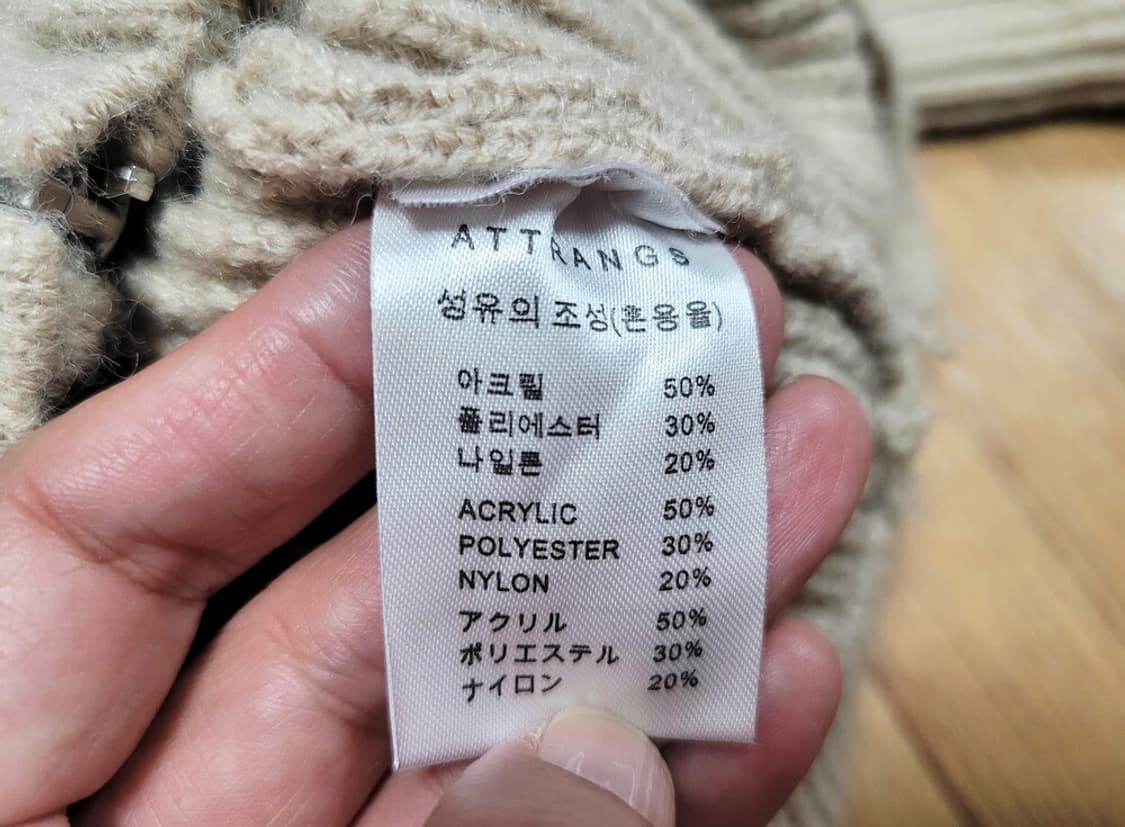 ATTRANGS
섬유의 조성(혼용율)
아크릴 50%
폴리에스터 30%
나일론 20%
ACRYLIC 50%
POLYESTER 30%
NYLON 20%
アクリル 50%
ポリエステル 30%
ナイロン 20%